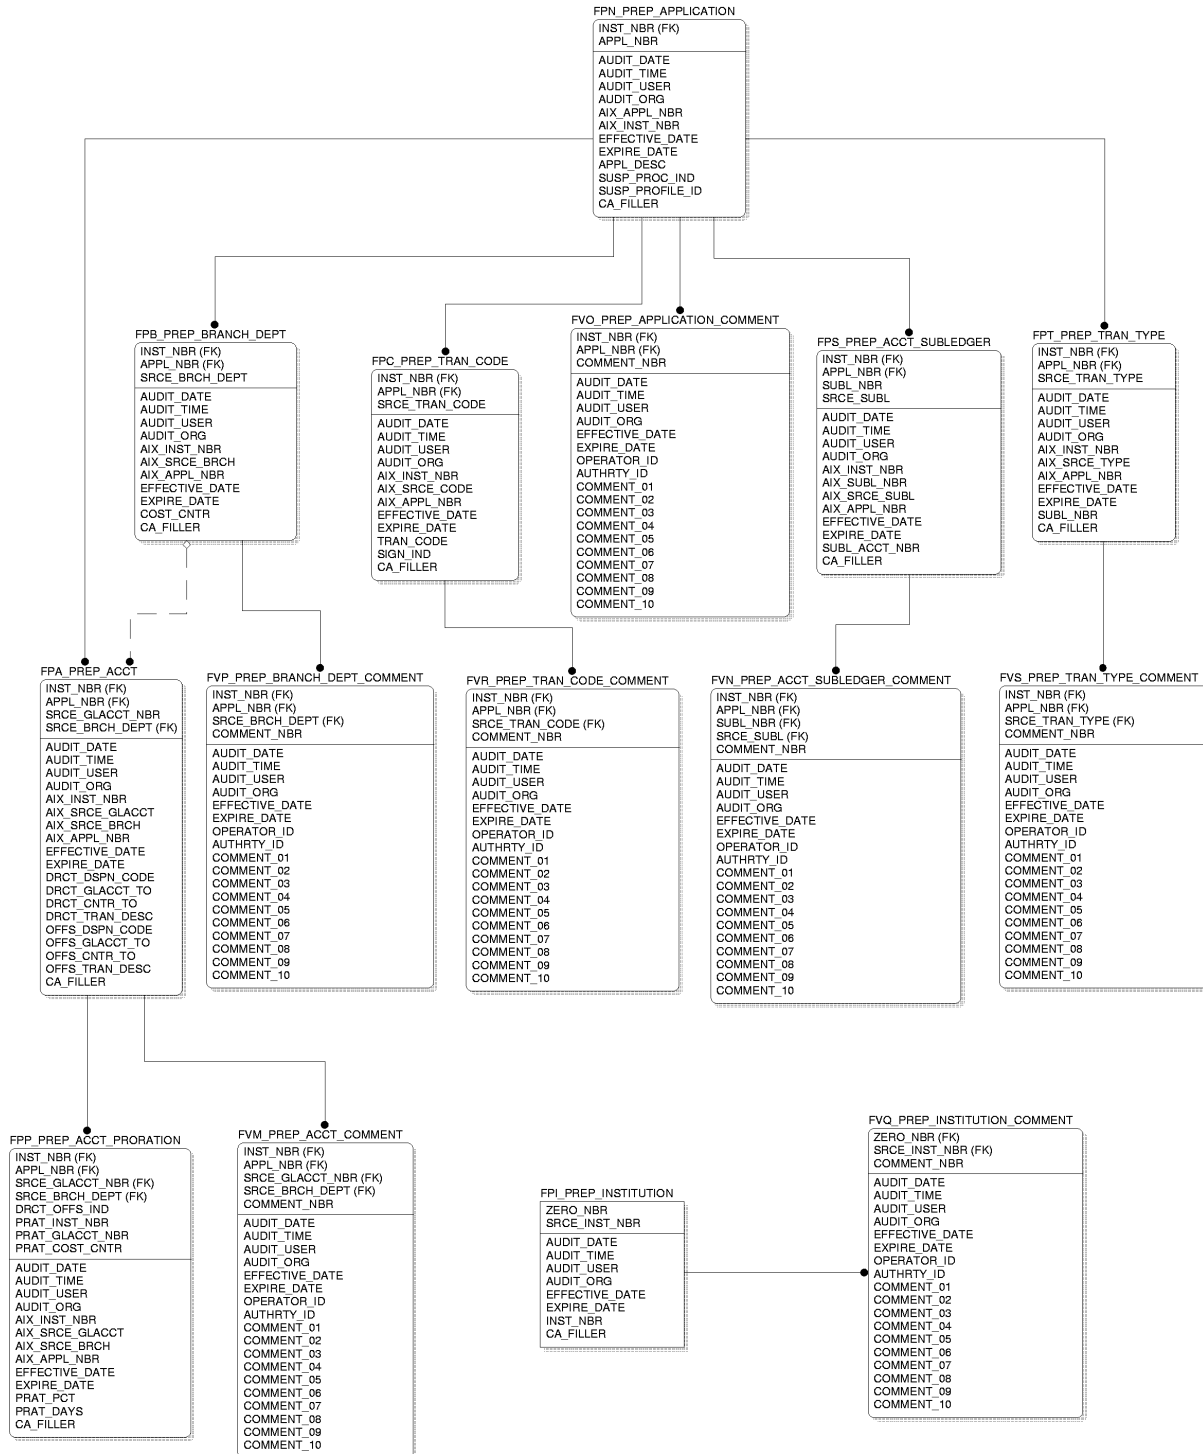 FPN_PREP_APPLICATION
INST_NBR (FK)
APPL_NBR
AUDIT_DATE
AUDIT_TIME
AUDIT_USER
AUDIT_ORG
AIX_APPL_NBR
AIX_INST_NBR
EFFECTIVE_DATE
EXPIRE_DATE
APPL_DESC
SUSP_PROC_IND
SUSP_PROFILE_ID
CA_FILLER
FPB_PREP_BRANCH_DEPT
INST_NBR (FK)
APPL_NBR (FK)
SRCE_BRCH_DEPT
AUDIT_DATE
AUDIT_TIME
AUDIT_USER
AUDIT_ORG
AIX_INST_NBR
AIX_SRCE_BRCH
AIX_APPL_NBR
EFFECTIVE_DATE
EXPIRE_DATE
COST_CNTR
CA_FILLER
FPC_PREP_TRAN_CODE
INST_NBR (FK)
APPL_NBR (FK)
SRCE_TRAN_CODE
AUDIT_DATE
AUDIT_TIME
AUDIT_USER
AUDIT_ORG
AIX_INST_NBR
AIX_SRCE_CODE
AIX_APPL_NBR
EFFECTIVE_DATE
EXPIRE_DATE
TRAN_CODE
SIGN_IND
CA_FILLER
FVO_PREP_APPLICATION_COMMENT
INST_NBR (FK)
APPL_NBR (FK)
COMMENT_NBR
AUDIT_DATE
AUDIT_TIME
AUDIT_USER
AUDIT_ORG
EFFECTIVE_DATE
EXPIRE_DATE
OPERATOR_ID
AUTHRTY_ID
COMMENT_01
COMMENT_02
COMMENT_03
COMMENT_04
COMMENT_05
COMMENT_06
COMMENT_07
COMMENT_08
COMMENT_09
COMMENT_10
FPS_PREP_ACCT_SUBLEDGER
INST_NBR (FK)
APPL_NBR (FK)
SUBL_NBR
SRCE_SUBL
AUDIT_DATE
AUDIT_TIME
AUDIT_USER
AUDIT_ORG
AIX_INST_NBR
AIX_SUBL_NBR
AIX_SRCE_SUBL
AIX_APPL_NBR
EFFECTIVE_DATE
EXPIRE_DATE
SUBL_ACCT_NBR
CA_FILLER
FPT_PREP_TRAN_TYPE
INST_NBR (FK)
APPL_NBR (FK)
SRCE_TRAN_TYPE
AUDIT_DATE
AUDIT_TIME
AUDIT_USER
AUDIT_ORG
AIX_INST_NBR
AIX_SRCE_TYPE
AIX_APPL_NBR
EFFECTIVE_DATE
EXPIRE_DATE
SUBL_NBR
CA_FILLER
FPA_PREP_ACCT
INST_NBR (FK)
APPL_NBR (FK)
SRCE_GLACCT_NBR
SRCE_BRCH_DEPT (FK)
AUDIT_DATE
AUDIT_TIME
AUDIT_USER
AUDIT_ORG
AIX_INST_NBR
AIX_SRCE_GLACCT
AIX_SRCE_BRCH
AIX_APPL_NBR
EFFECTIVE_DATE
EXPIRE_DATE
DRCT_DSPN_CODE
DRCT_GLACCT_TO
DRCT_CNTR_TO
DRCT_TRAN_DESC
OFFS_DSPN_CODE
OFFS_GLACCT_TO
OFFS_CNTR_TO
OFFS_TRAN_DESC
CA_FILLER
FVP_PREP_BRANCH_DEPT_COMMENT
INST_NBR (FK)
APPL_NBR (FK)
SRCE_BRCH_DEPT (FK)
COMMENT_NBR
AUDIT_DATE
AUDIT_TIME
AUDIT_USER
AUDIT_ORG
EFFECTIVE_DATE
EXPIRE_DATE
OPERATOR_ID
AUTHRTY_ID
COMMENT_01
COMMENT_02
COMMENT_03
COMMENT_04
COMMENT_05
COMMENT_06
COMMENT_07
COMMENT_08
COMMENT_09
COMMENT_10
FVR_PREP_TRAN_CODE_COMMENT
INST_NBR (FK)
APPL_NBR (FK)
SRCE_TRAN_CODE (FK)
COMMENT_NBR
AUDIT_DATE
AUDIT_TIME
AUDIT_USER
AUDIT_ORG
EFFECTIVE_DATE
EXPIRE_DATE
OPERATOR_ID
AUTHRTY_ID
COMMENT_01
COMMENT_02
COMMENT_03
COMMENT_04
COMMENT_05
COMMENT_06
COMMENT_07
COMMENT_08
COMMENT_09
COMMENT_10
FVN_PREP_ACCT_SUBLEDGER_COMMENT
INST_NBR (FK)
APPL_NBR (FK)
SUBL_NBR (FK)
SRCE_SUBL (FK)
COMMENT_NBR
AUDIT_DATE
AUDIT_TIME
AUDIT_USER
AUDIT_ORG
EFFECTIVE_DATE
EXPIRE_DATE
OPERATOR_ID
AUTHRTY_ID
COMMENT_01
COMMENT_02
COMMENT_03
COMMENT_04
COMMENT_05
COMMENT_06
COMMENT_07
COMMENT_08
COMMENT_09
COMMENT_10
FVS_PREP_TRAN_TYPE_COMMENT
INST_NBR (FK)
APPL_NBR (FK)
SRCE_TRAN_TYPE (FK)
COMMENT_NBR
AUDIT_DATE
AUDIT_TIME
AUDIT_USER
AUDIT_ORG
EFFECTIVE_DATE
EXPIRE_DATE
OPERATOR_ID
AUTHRTY_ID
COMMENT_01
COMMENT_02
COMMENT_03
COMMENT_04
COMMENT_05
COMMENT_06
COMMENT_07
COMMENT_08
COMMENT_09
COMMENT_10
FPP_PREP_ACCT_PRORATION
INST_NBR (FK)
APPL_NBR (FK)
SRCE_GLACCT_NBR (FK)
SRCE_BRCH_DEPT (FK)
DRCT_OFFS_IND
PRAT_INST_NBR
PRAT_GLACCT_NBR
PRAT_COST_CNTR
AUDIT_DATE
AUDIT_TIME
AUDIT_USER
AUDIT_ORG
AIX_INST_NBR
AIX_SRCE_GLACCT
AIX_SRCE_BRCH
AIX_APPL_NBR
EFFECTIVE_DATE
EXPIRE_DATE
PRAT_PCT
PRAT_DAYS
CA_FILLER
FVM_PREP_ACCT_COMMENT
INST_NBR (FK)
APPL_NBR (FK)
SRCE_GLACCT_NBR (FK)
SRCE_BRCH_DEPT (FK)
COMMENT_NBR
AUDIT_DATE
AUDIT_TIME
AUDIT_USER
AUDIT_ORG
EFFECTIVE_DATE
EXPIRE_DATE
OPERATOR_ID
AUTHRTY_ID
COMMENT_01
COMMENT_02
COMMENT_03
COMMENT_04
COMMENT_05
COMMENT_06
COMMENT_07
COMMENT_08
COMMENT_09
COMMENT_10
FPI_PREP_INSTITUTION
ZERO_NBR
SRCE_INST_NBR
AUDIT_DATE
AUDIT_TIME
AUDIT_USER
AUDIT_ORG
EFFECTIVE_DATE
EXPIRE_DATE
INST_NBR
CA_FILLER
FVQ_PREP_INSTITUTION_COMMENT
ZERO_NBR (FK)
SRCE_INST_NBR (FK)
COMMENT_NBR
AUDIT_DATE
AUDIT_TIME
AUDIT_USER
AUDIT_ORG
EFFECTIVE_DATE
EXPIRE_DATE
OPERATOR_ID
AUTHRTY_ID
COMMENT_01
COMMENT_02
COMMENT_03
COMMENT_04
COMMENT_05
COMMENT_06
COMMENT_07
COMMENT_08
COMMENT_09
COMMENT_10